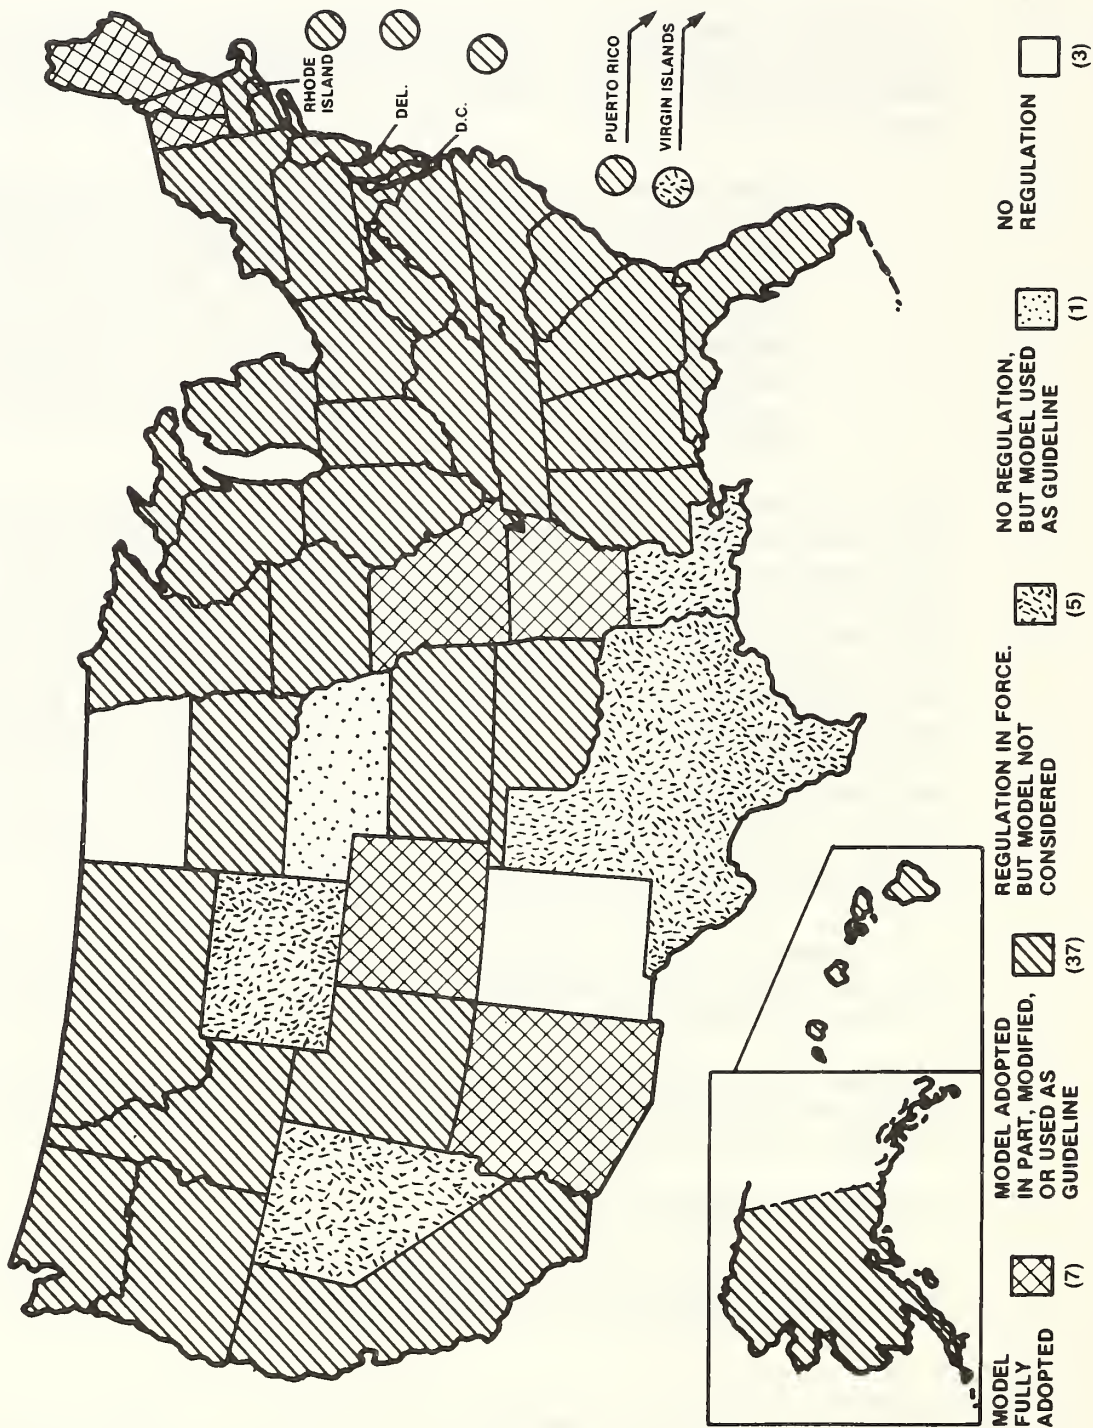 RHODE
ISLAND
DEL.
D.C.
PUERTO RICO
VIRGIN ISLANDS
MODEL
FULLY
ADOPTED
(7)
MODEL ADOPTED
IN PART, MODIFIED,
OR USED AS
GUIDELINE
(37)
REGULATION IN FORCE.
BUT MODEL NOT
CONSIDERED
(5)
NO REGULATION,
BUT MODEL USED
AS GUIDELINE
(1)
NO
REGULATION
(3)